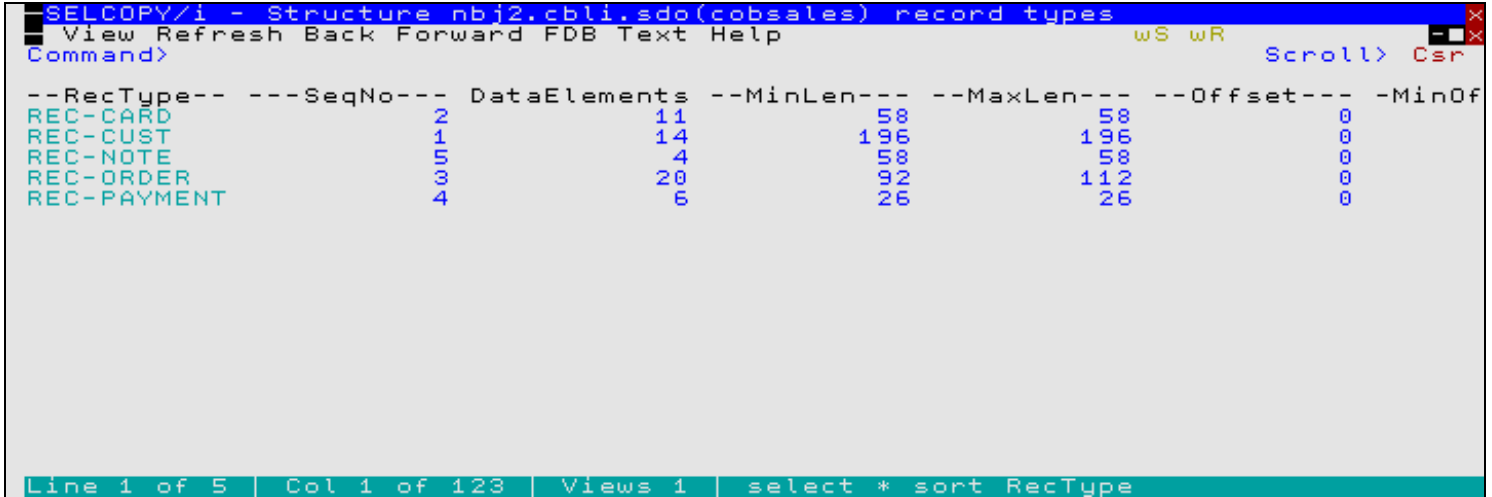 SELCOPY/i - Structure nbj2.cbli.sdo(cobsales) record types
View Refresh Back Forward FDB Text Help wS wR
Command> Scroll> Csr
--RecType-- ---SeqNo--- DataElements --MinLen--- --MaxLen--- --Offset--- -MinOf
REC-CARD 2 11 58 58 0
REC-CUST 1 14 196 196 0
REC-NOTE 5 4 58 58 0
REC-ORDER 3 20 92 112 0
REC-PAYMENT 4 6 26 26 0
Line 1 of 5 | Col 1 of 123 | Views 1 | select * sort RecType